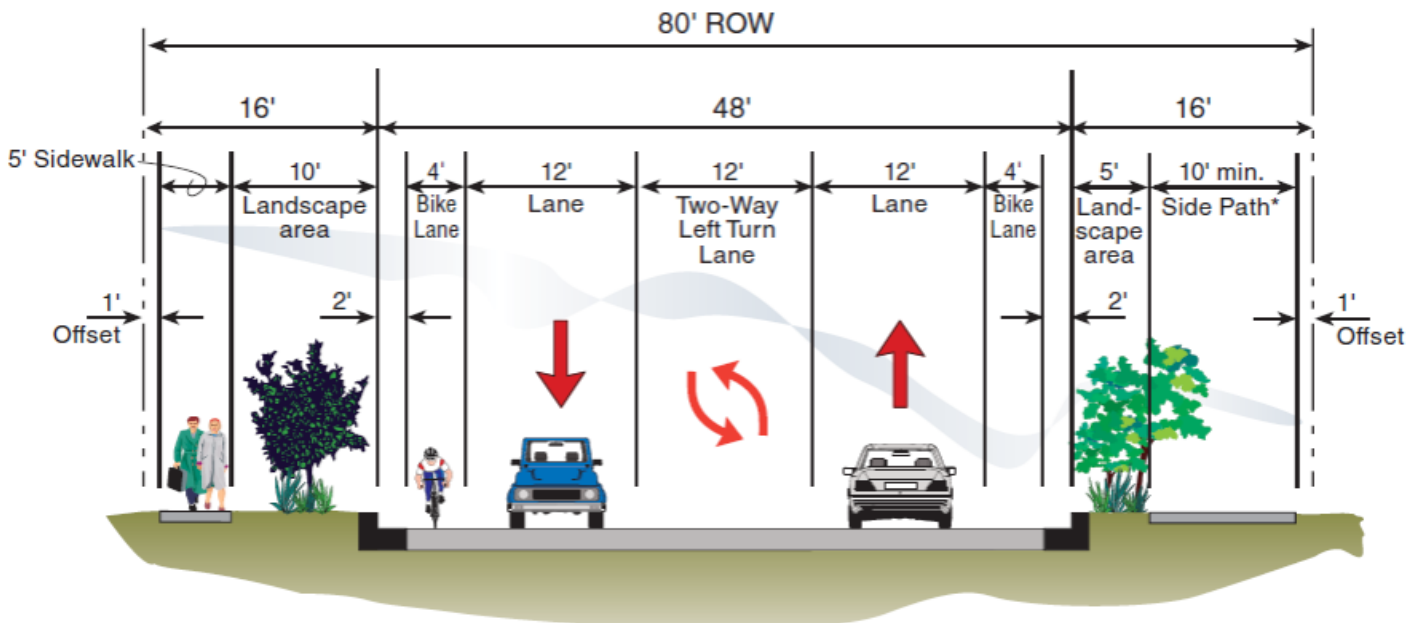 80' ROW
16'
48'
16'
5' Sidewalk
10'
Landscape
area
4'
Bike
Lane
12'
Lane
12'
Two-Way
Left Turn
Lane
12'
Lane
4'
Bike
Lane
5'
Land-
scape
area
10' min.
Side Path*
1'
Offset
2'
2'
1'
Offset